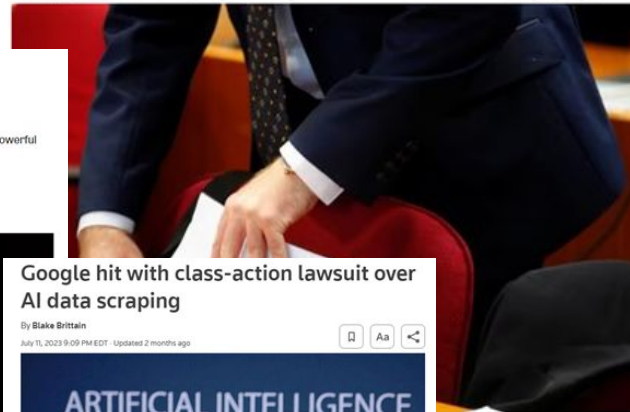 owerful
Google hit with class-action lawsuit over
AI data scraping
By Blake Brittain
July 11, 2023 9:09 PM EDT · Updated 2 months ago
Aa
ARTIFICIAL INTELLIGENCE